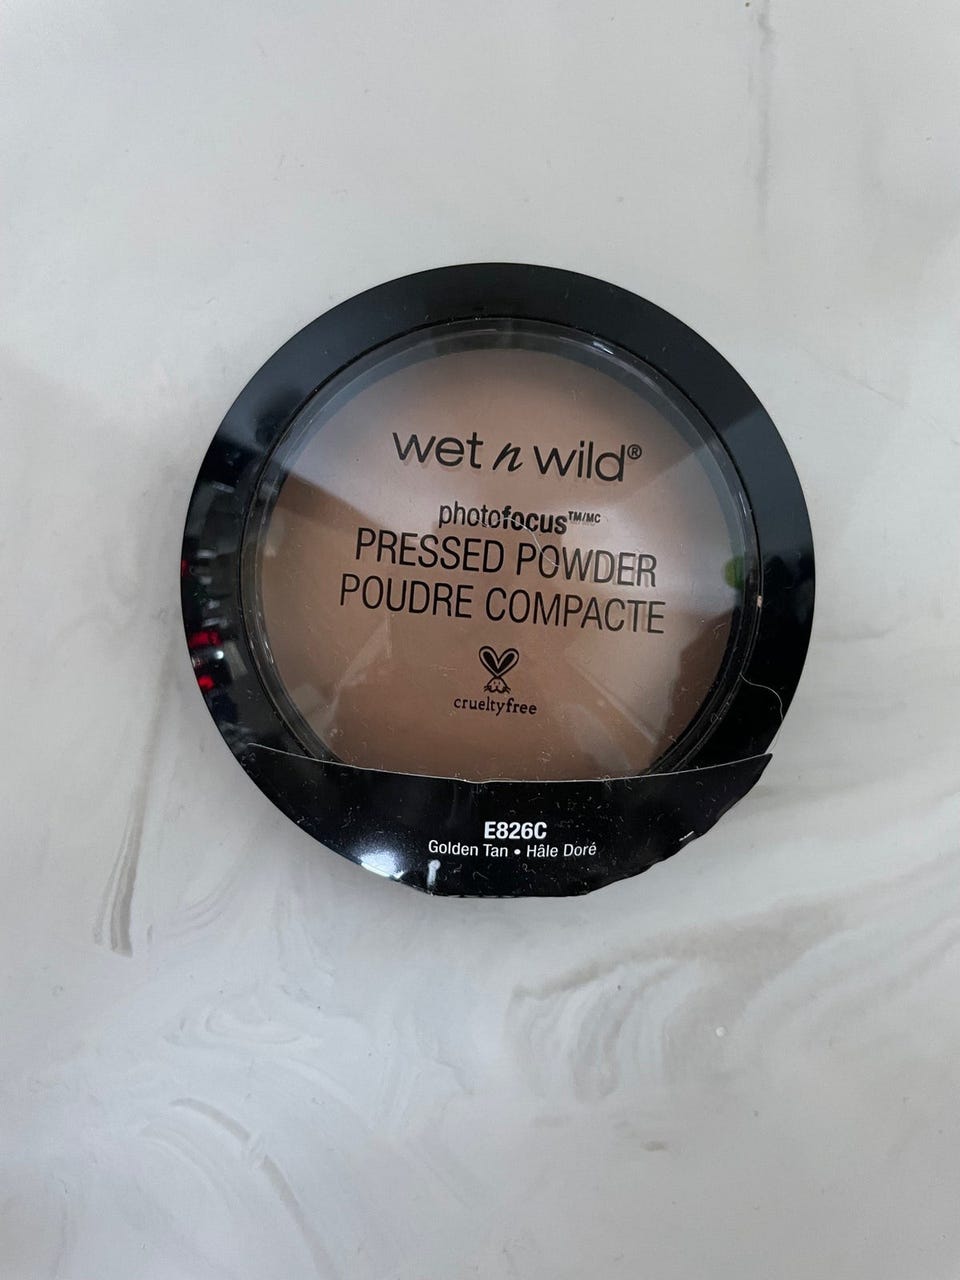 wet n wild®
photofocus™/MC
PRESSED POWDER
POUDRE COMPACTE
crueltyfree
E826C
Golden Tan • Hâle Doré